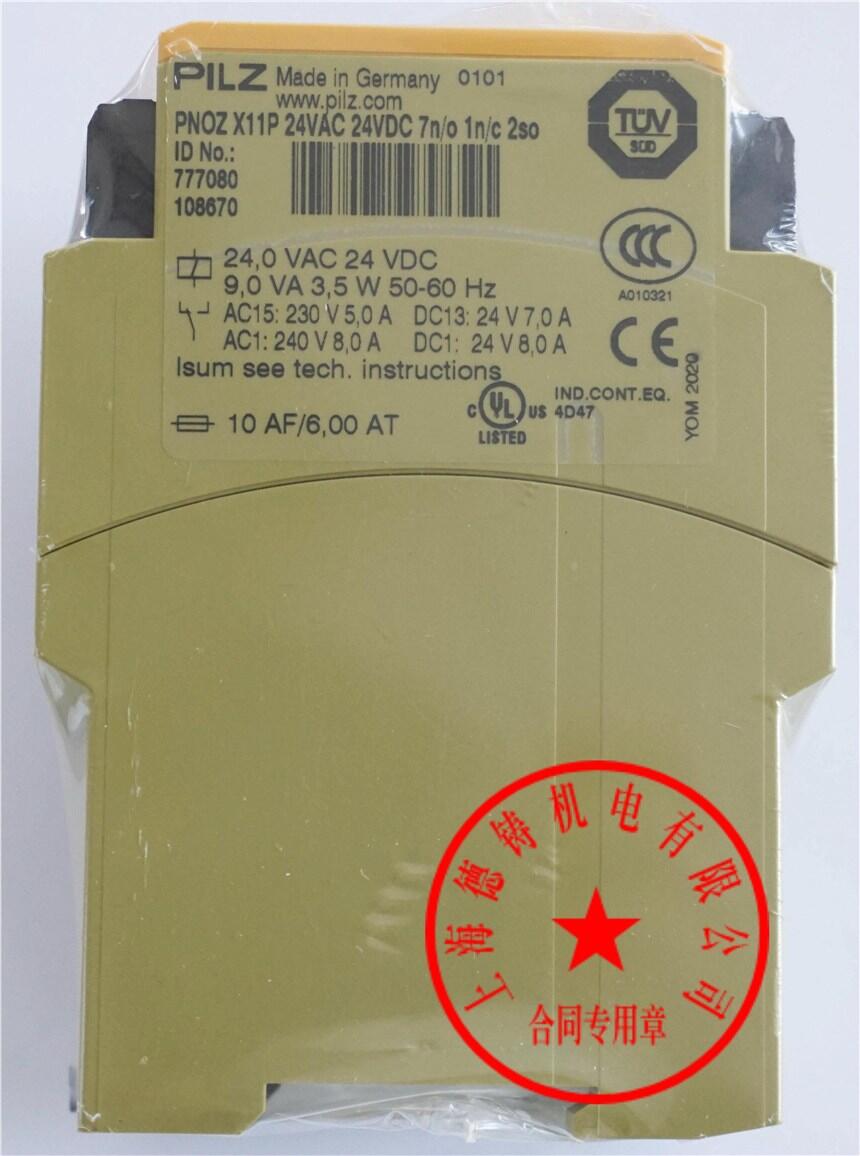 PILZ Made in Germany 0101
www.pilz.com
PNOZ X11P 24VAC 24VDC 7n/o 1n/c 2so
ID No.:
777080
108670
TÜV
SÜD
CCC
A010321
24,0 VAC 24 VDC
9,0 VA 3,5 W 50-60 Hz
AC15: 230 V 5,0 A DC13: 24 V 7,0 A
AC1: 240 V 8,0 A DC1: 24 V 8,0 A
Isum see tech. instructions
CE
YOM 2020
C UL US
LISTED
IND.CONT.EQ.
4D47
10 AF/6,00 AT
上海德铸机电有限公司
合同专用章